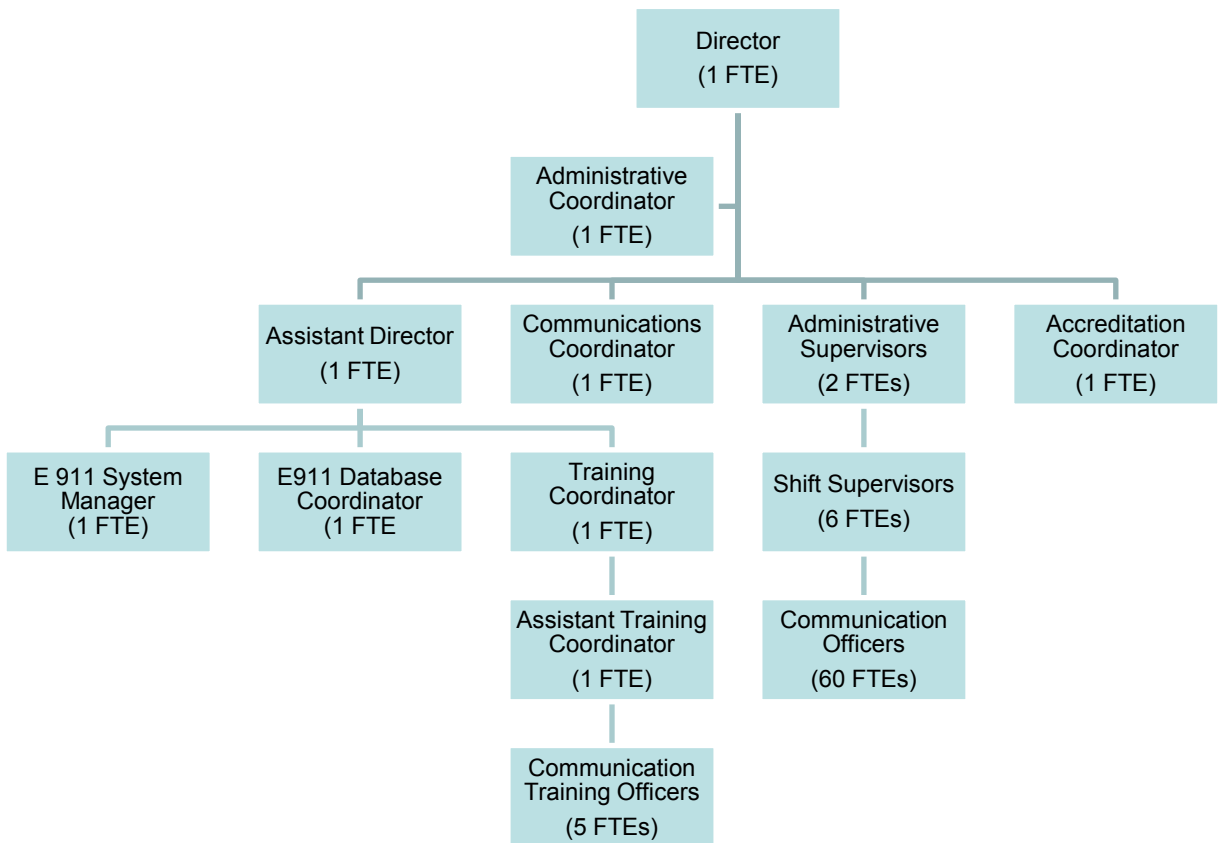 Director
(1 FTE)
Administrative
Coordinator
(1 FTE)
Assistant Director
(1 FTE)
Communications
Coordinator
(1 FTE)
Administrative
Supervisors
(2 FTEs)
Accreditation
Coordinator
(1 FTE)
E 911 System
Manager
(1 FTE)
E911 Database
Coordinator
(1 FTE
Training
Coordinator
(1 FTE)
Shift Supervisors
(6 FTEs)
Assistant Training
Coordinator
(1 FTE)
Communication
Officers
(60 FTEs)
Communication
Training Officers
(5 FTEs)